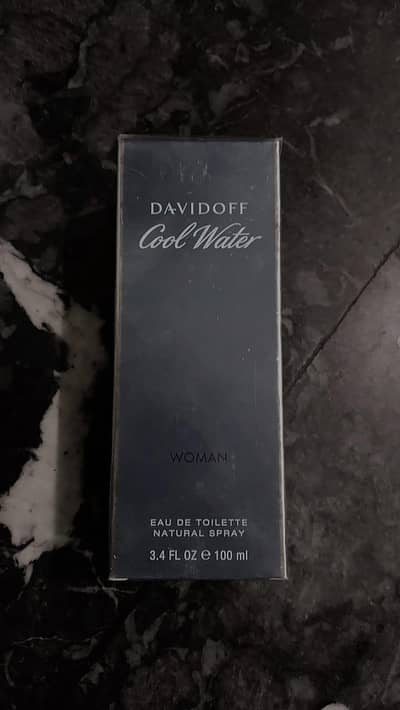 DAVIDOFF
Cool Water
WOMAN
EAU DE TOILETTE
NATURAL SPRAY
3.4 FL OZ ℮ 100 ml